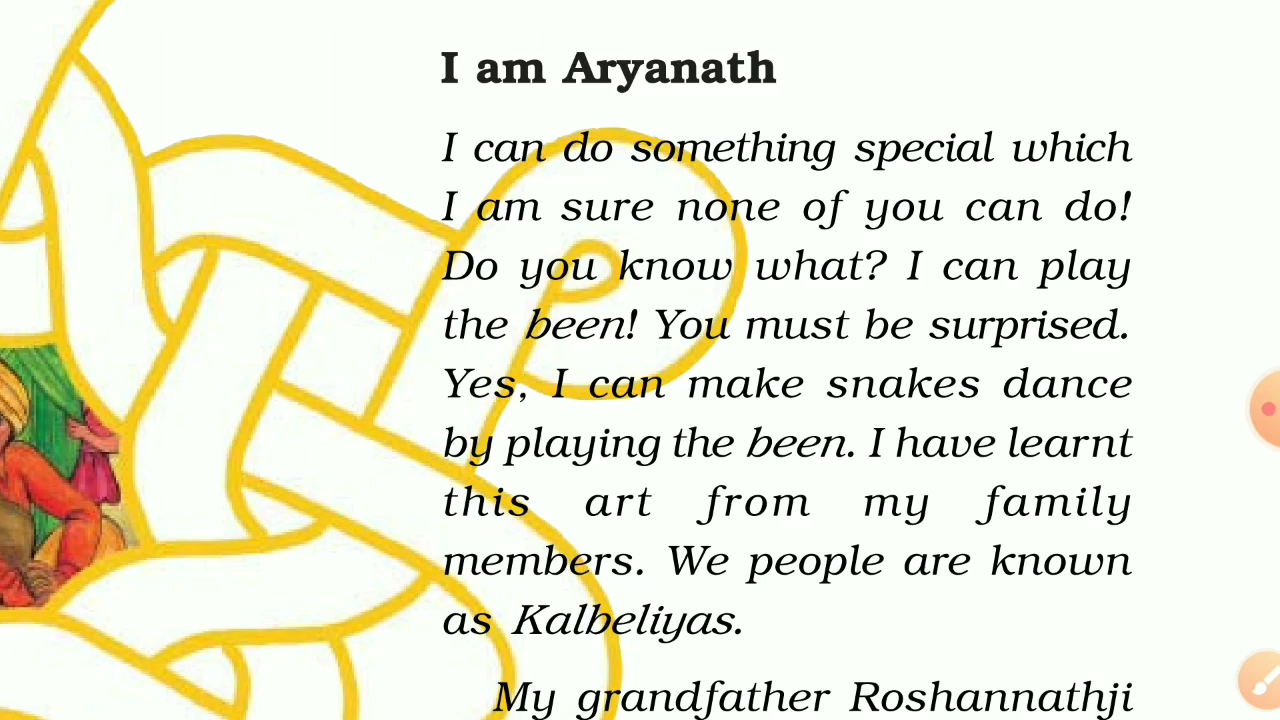 I am Aryanath
I can do something special which
I am sure none of you can do!
Do you know what? I can play
the been! You must be surprised.
Yes, I can make snakes dance
by playing the been. I have learnt
this art from my family
members. We people are known
as Kalbeliyas.
My grandfather Roshannathji